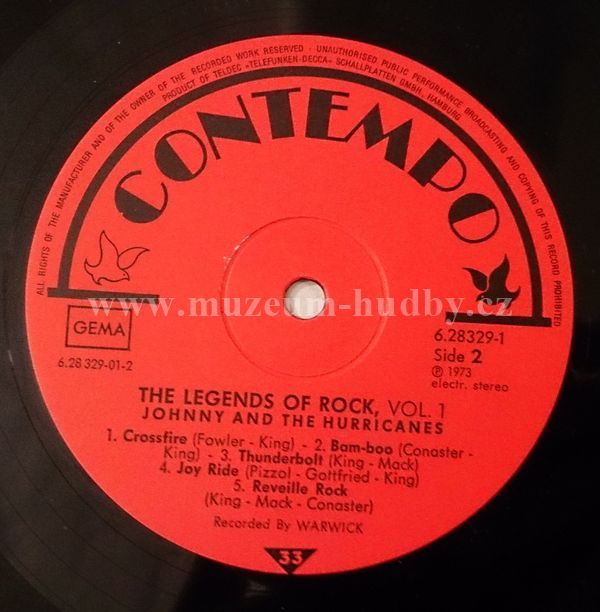 ALL RIGHTS OF THE MANUFACTURER AND OF THE OWNER OF THE RECORDED WORK RESERVED · UNAUTHORISED PUBLIC PERFORMANCE BROADCASTING AND COPYING OF THIS RECORD PROHIBITED
PRODUCT OF TELDEC »TELEFUNKEN-DECCA« SCHALLPLATTEN GMBH, HAMBURG
CONTEMPO
www.muzeum-hudby.cz
GEMA
6.28329-01-2
6.28329-1
Side 2
℗ 1973
electr. stereo
THE LEGENDS OF ROCK, VOL. 1
JOHNNY AND THE HURRICANES
1. Crossfire (Fowler - King) - 2. Bam-boo (Conaster -
King) - 3. Thunderbolt (King - Mack)
4. Joy Ride (Pizzol - Gottfried - King)
5. Reveille Rock
(King - Mack - Conaster)
Recorded By WARWICK
33